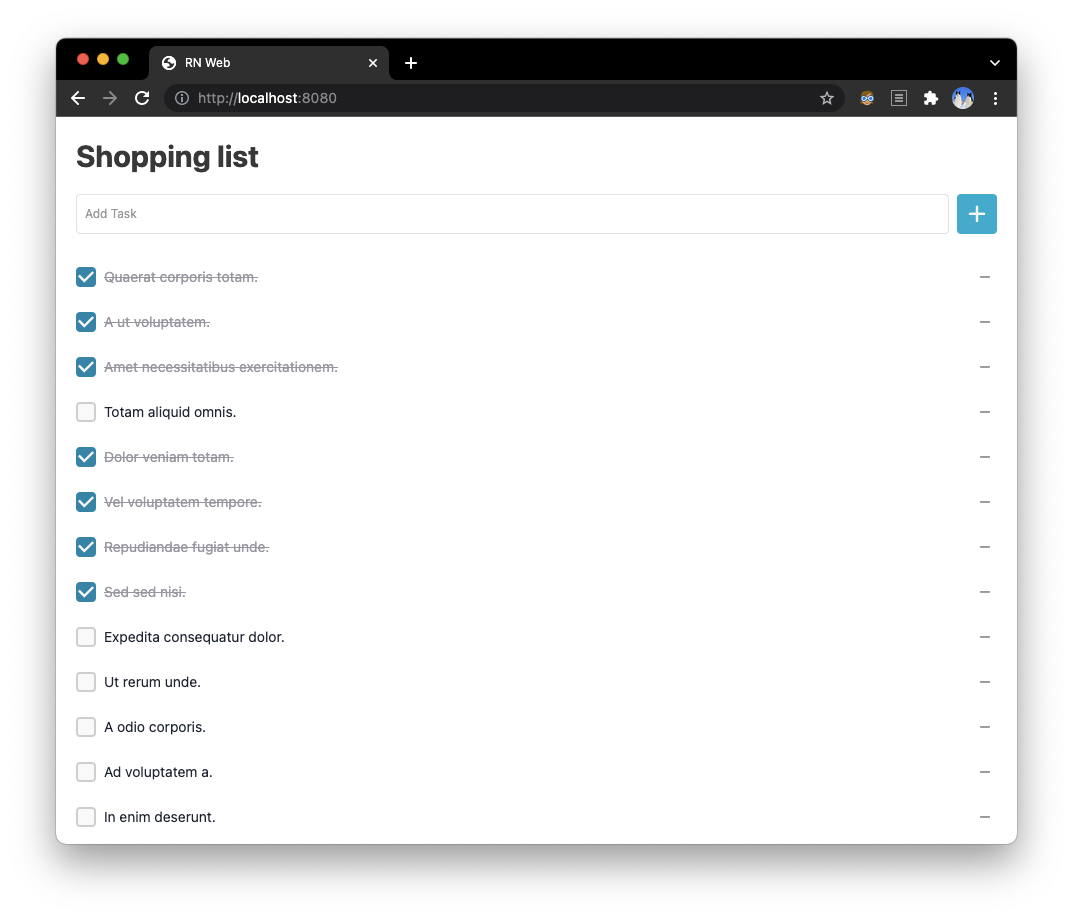 RN Web
http://localhost:8080
Shopping list
Add Task
Quaerat corporis totam.
A ut voluptatem.
Amet necessitatibus exercitationem.
Totam aliquid omnis.
Dolor veniam totam.
Vel voluptatem tempore.
Repudiandae fugiat unde.
Sed sed nisi.
Expedita consequatur dolor.
Ut rerum unde.
A odio corporis.
Ad voluptatem a.
In enim deserunt.